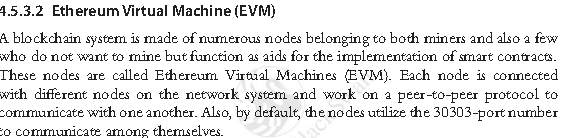 4.5.3.2 Ethereum Virtual Machine (EVM)
A blockchain system is made of numerous nodes belonging to both miners and also a few
who do not want to mine but function as aids for the implementation of smart contracts.
These nodes are called Ethereum Virtual Machines (EVM). Each node is connected
with different nodes on the network system and work on a peer-to-peer protocol to
communicate with one another. Also, by default, the nodes utilize the 30303-port number
to communicate among themselves.